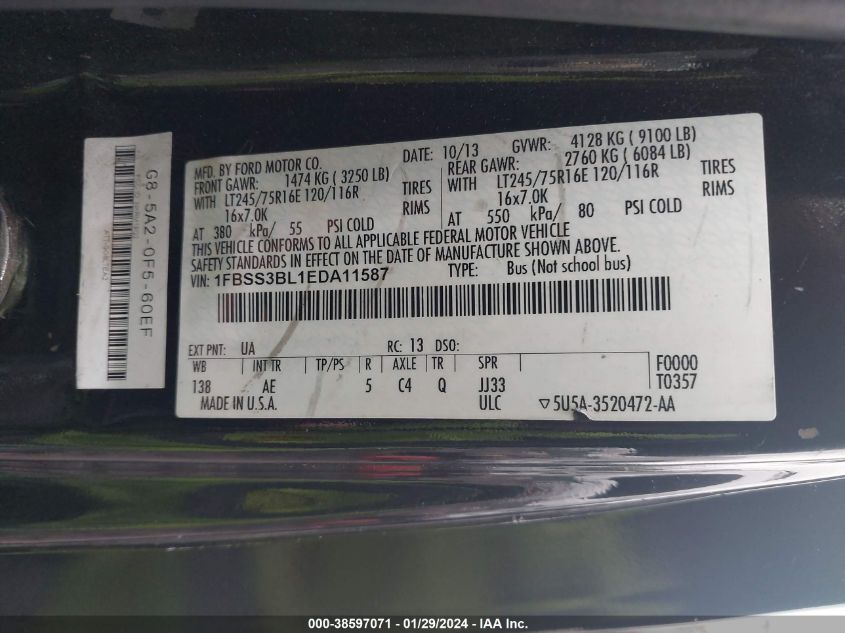 G8-5A2-0F5-60EF
MFD. BY FORD MOTOR CO.
DATE: 10/13 GVWR: 4128 KG ( 9100 LB)
FRONT GAWR: 1474 KG ( 3250 LB)
REAR GAWR: 2760 KG ( 6084 LB)
WITH LT245/75R16E 120/116R TIRES
WITH LT245/75R16E 120/116R TIRES
16x7.0K RIMS
16x7.0K RIMS
AT 380 kPa/ 55 PSI COLD
AT 550 kPa/ 80 PSI COLD
THIS VEHICLE CONFORMS TO ALL APPLICABLE FEDERAL MOTOR VEHICLE
SAFETY STANDARDS IN EFFECT ON THE DATE OF MANUFACTURE SHOWN ABOVE.
VIN: 1FBSS3BL1EDA11587 TYPE: Bus (Not school bus)
EXT PNT: UA RC: 13 DSO:
WB INT TR TP/PS R AXLE TR SPR F0000
138 AE 5 C4 Q JJ33 T0357
MADE IN U.S.A. ULC ▽5U5A-3520472-AA
000-38597071 - 01/29/2024 - IAA Inc.